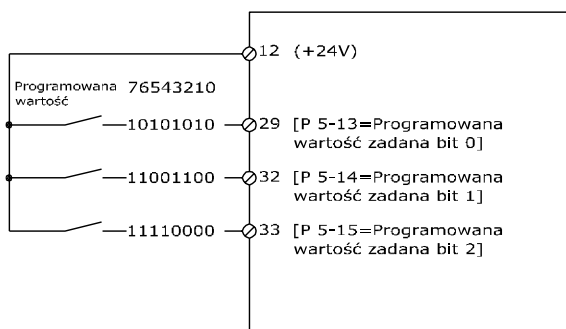 12 (+24V)
Programowana 76543210
wartość
10101010 29 [P 5-13=Programowana
wartość zadana bit 0]
11001100 32 [P 5-14=Programowana
wartość zadana bit 1]
11110000 33 [P 5-15=Programowana
wartość zadana bit 2]